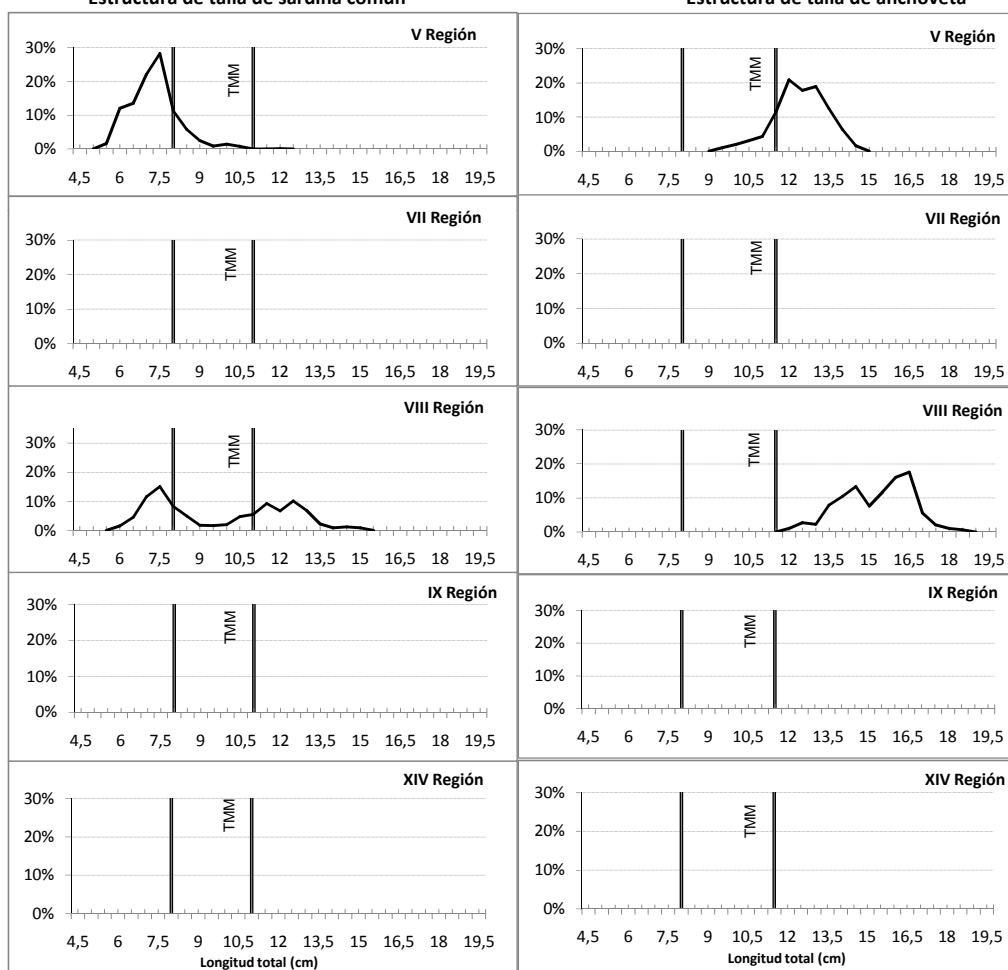 Estructura de talla de sardina común
V Región
30%
20%
10%
0%
TMM
4,5 6 7,5 9 10,5 12 13,5 15 16,5 18 19,5
VII Región
30%
20%
10%
0%
TMM
4,5 6 7,5 9 10,5 12 13,5 15 16,5 18 19,5
VIII Región
30%
20%
10%
0%
TMM
4,5 6 7,5 9 10,5 12 13,5 15 16,5 18 19,5
IX Región
30%
20%
10%
0%
TMM
4,5 6 7,5 9 10,5 12 13,5 15 16,5 18 19,5
XIV Región
30%
20%
10%
0%
TMM
4,5 6 7,5 9 10,5 12 13,5 15 16,5 18 19,5
Longitud total (cm)
Estructura de talla de anchoveta
V Región
30%
20%
10%
0%
TMM
4,5 6 7,5 9 10,5 12 13,5 15 16,5 18 19,5
VII Región
30%
20%
10%
0%
TMM
4,5 6 7,5 9 10,5 12 13,5 15 16,5 18 19,5
VIII Región
30%
20%
10%
0%
TMM
4,5 6 7,5 9 10,5 12 13,5 15 16,5 18 19,5
IX Región
30%
20%
10%
0%
TMM
4,5 6 7,5 9 10,5 12 13,5 15 16,5 18 19,5
XIV Región
30%
20%
10%
0%
TMM
4,5 6 7,5 9 10,5 12 13,5 15 16,5 18 19,5
Longitud total (cm)